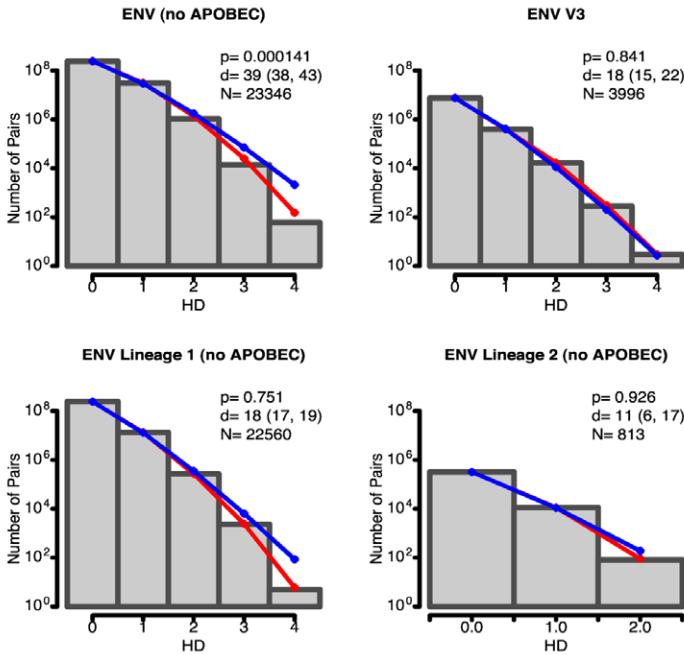 ENV (no APOBEC)
p= 0.000141
d= 39 (38, 43)
N= 23346
Number of Pairs
10^8
10^6
10^4
10^2
10^0
0 1 2 3 4
HD
ENV V3
p= 0.841
d= 18 (15, 22)
N= 3996
Number of Pairs
10^8
10^6
10^4
10^2
10^0
0 1 2 3 4
HD
ENV Lineage 1 (no APOBEC)
p= 0.751
d= 18 (17, 19)
N= 22560
Number of Pairs
10^8
10^6
10^4
10^2
10^0
0 1 2 3 4
HD
ENV Lineage 2 (no APOBEC)
p= 0.926
d= 11 (6, 17)
N= 813
Number of Pairs
10^8
10^6
10^4
10^2
10^0
0.0 1.0 2.0
HD